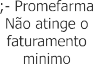 ;- Promefarma
Não atinge o
faturamento
minimo